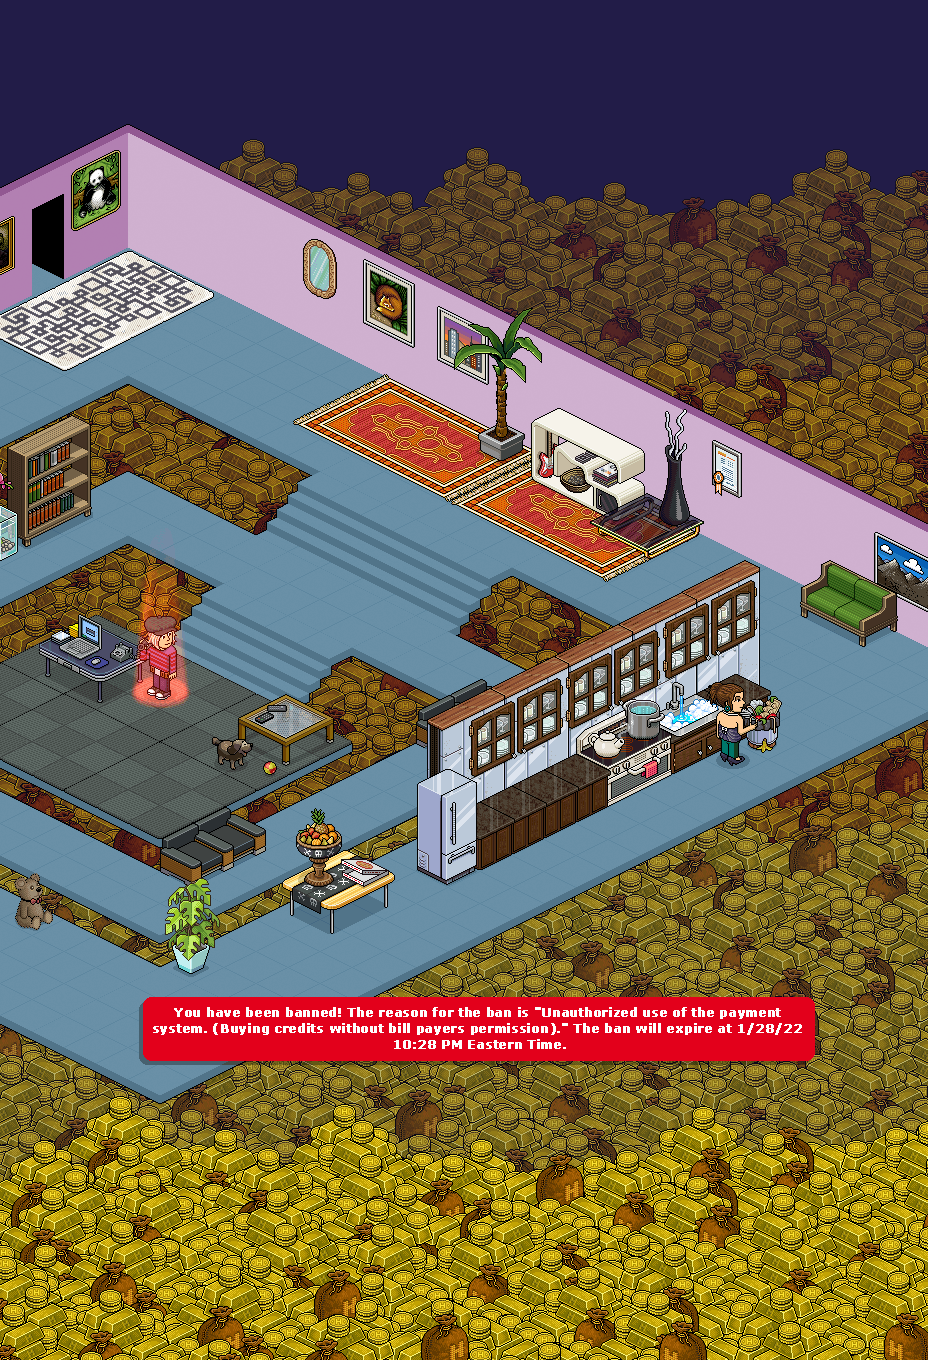 You have been banned! The reason for the ban is "Unauthorized use of the payment
system. (Buying credits without bill payers permission)." The ban will expire at 1/28/22
10:28 PM Eastern Time.